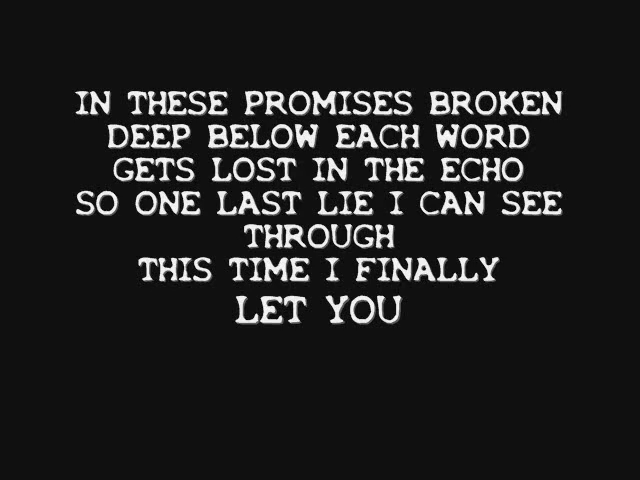 IN THESE PROMISES BROKEN
DEEP BELOW EACH WORD
GETS LOST IN THE ECHO
SO ONE LAST LIE I CAN SEE
THROUGH
THIS TIME I FINALLY
LET YOU